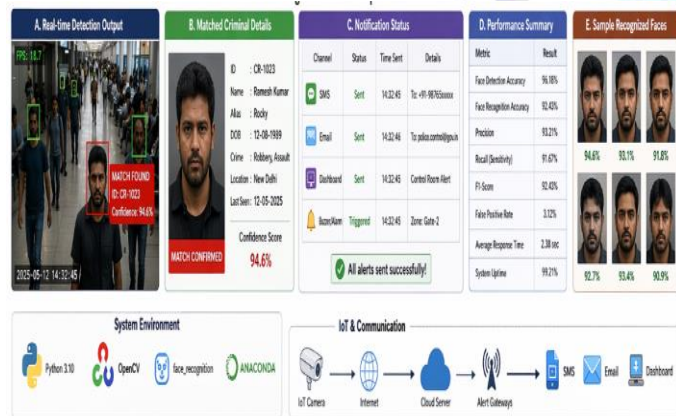 A. Real-time Detection Output
FPS: 18.7
MATCH FOUND
ID: CR-1023
Confidence: 94.6%
2025-05-12 14:32:45
B. Matched Criminal Details
ID : CR-1023
Name : Ramesh Kumar
Alias : Rocky
DOB : 12-08-1989
Crime : Robbery, Assault
Location : New Delhi
Last Seen : 12-05-2025
Confidence Score
94.6%
MATCH CONFIRMED
C. Notification Status
Channel Status Time Sent Details
SMS Sent 14:32:45 To: +91-98765xxxxx
Email Sent 14:32:46 To: police.control@gov.in
Dashboard Sent 14:32:45 Control Room Alert
Buzzer/Alarm Triggered 14:32:45 Zone: Gate-2
All alerts sent successfully!
D. Performance Summary
Metric Result
Face Detection Accuracy 96.18%
Face Recognition Accuracy 92.43%
Precision 93.21%
Recall (Sensitivity) 91.67%
F1-Score 92.43%
False Positive Rate 3.12%
Average Response Time 2.38 sec
System Uptime 99.21%
E. Sample Recognized Faces
94.6% 93.1% 91.8%
92.7% 93.4% 90.9%
System Environment
Python 3.10
OpenCV
face_recognition
ANACONDA
IoT & Communication
IoT Camera
Internet
Cloud Server
Alert Gateways
SMS
Email
Dashboard